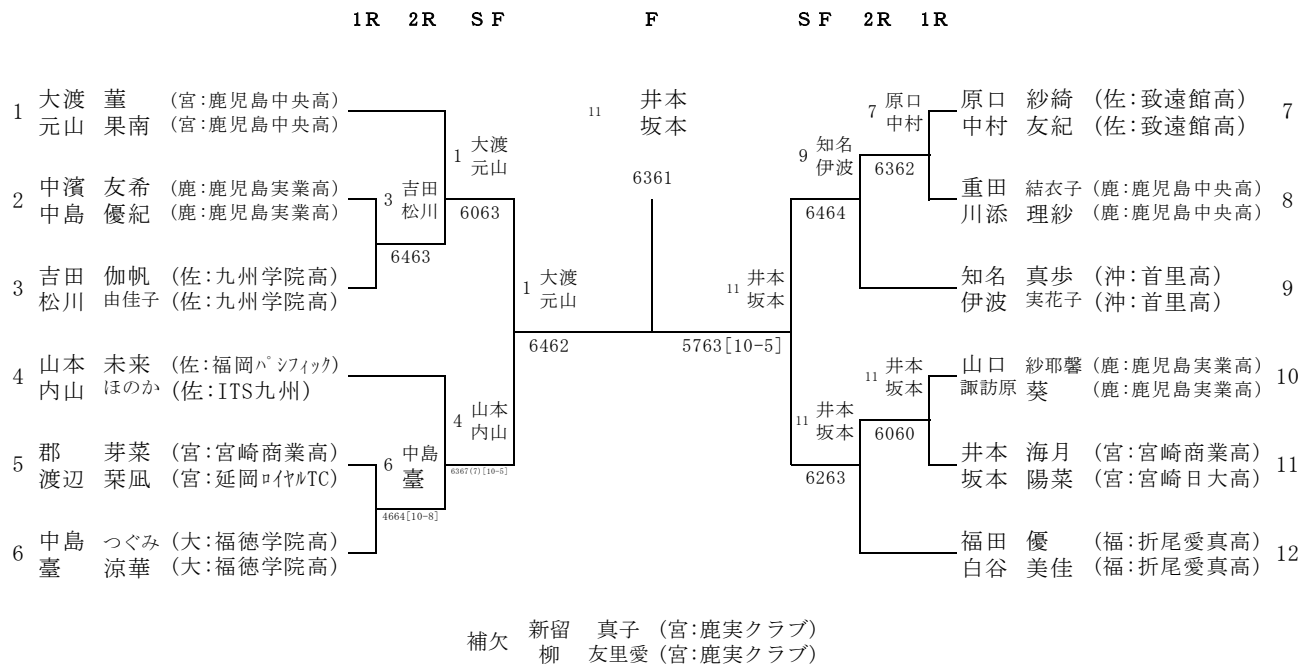 1R 2R SF F SF 2R 1R
1 大渡 菫 (宮:鹿児島中央高)
元山 果南 (宮:鹿児島中央高)
2 中濱 友希 (鹿:鹿児島実業高)
中島 優紀 (鹿:鹿児島実業高)
3 吉田 伽帆 (佐:九州学院高)
松川 由佳子 (佐:九州学院高)
4 山本 未来 (佐:福岡パシフィック)
内山 ほのか (佐:ITS九州)
5 郡 芽菜 (宮:宮崎商業高)
渡辺 栞凪 (宮:延岡ロイヤルTC)
6 中島 つぐみ (大:福徳学院高)
臺 涼華 (大:福徳学院高)
3 吉田
松川
6463
6 中島
臺
4664[10-8]
1 大渡
元山
6063
4 山本
内山
6367(7)[10-5]
1 大渡
元山
6462
11 井本
坂本
6361
11 井本
坂本
5763[10-5]
9 知名
伊波
6464
11 井本
坂本
6263
7 原口
中村
6362
11 井本
坂本
6060
原口 紗綺 (佐:致遠館高) 7
中村 友紀 (佐:致遠館高)
重田 結衣子 (鹿:鹿児島中央高) 8
川添 理紗 (鹿:鹿児島中央高)
知名 真歩 (沖:首里高) 9
伊波 実花子 (沖:首里高)
山口 紗耶馨 (鹿:鹿児島実業高) 10
諏訪原 葵 (鹿:鹿児島実業高)
井本 海月 (宮:宮崎商業高) 11
坂本 陽菜 (宮:宮崎日大高)
福田 優 (福:折尾愛真高) 12
白谷 美佳 (福:折尾愛真高)
補欠 新留 真子 (宮:鹿実クラブ)
柳 友里愛 (宮:鹿実クラブ)